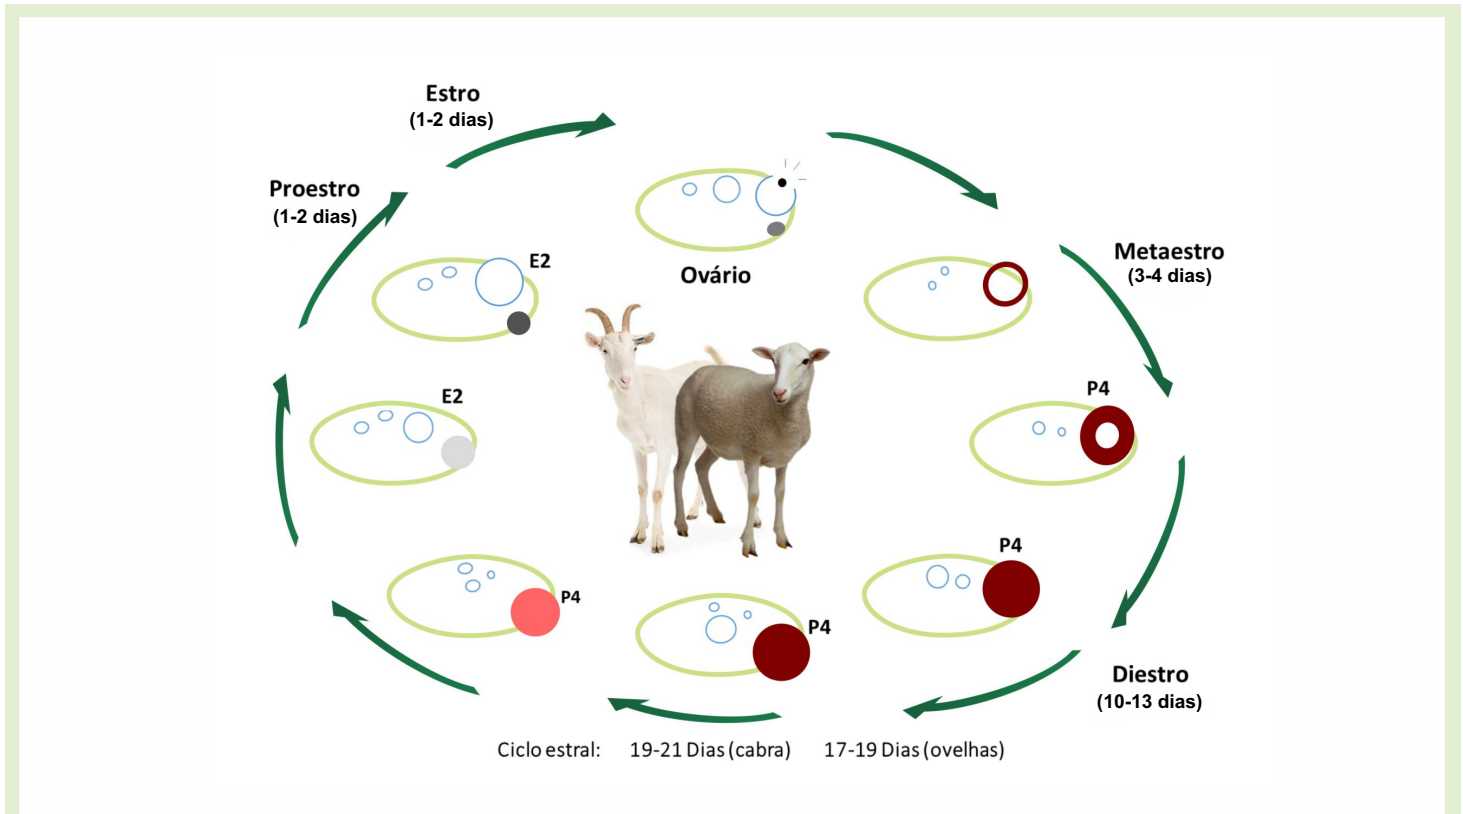 Estro
(1-2 dias)
Proestro
(1-2 dias)
E2
Ovário
Metaestro
(3-4 dias)
E2
P4
P4
P4
P4
Diestro
(10-13 dias)
Ciclo estral: 19-21 Dias (cabra) 17-19 Dias (ovelhas)